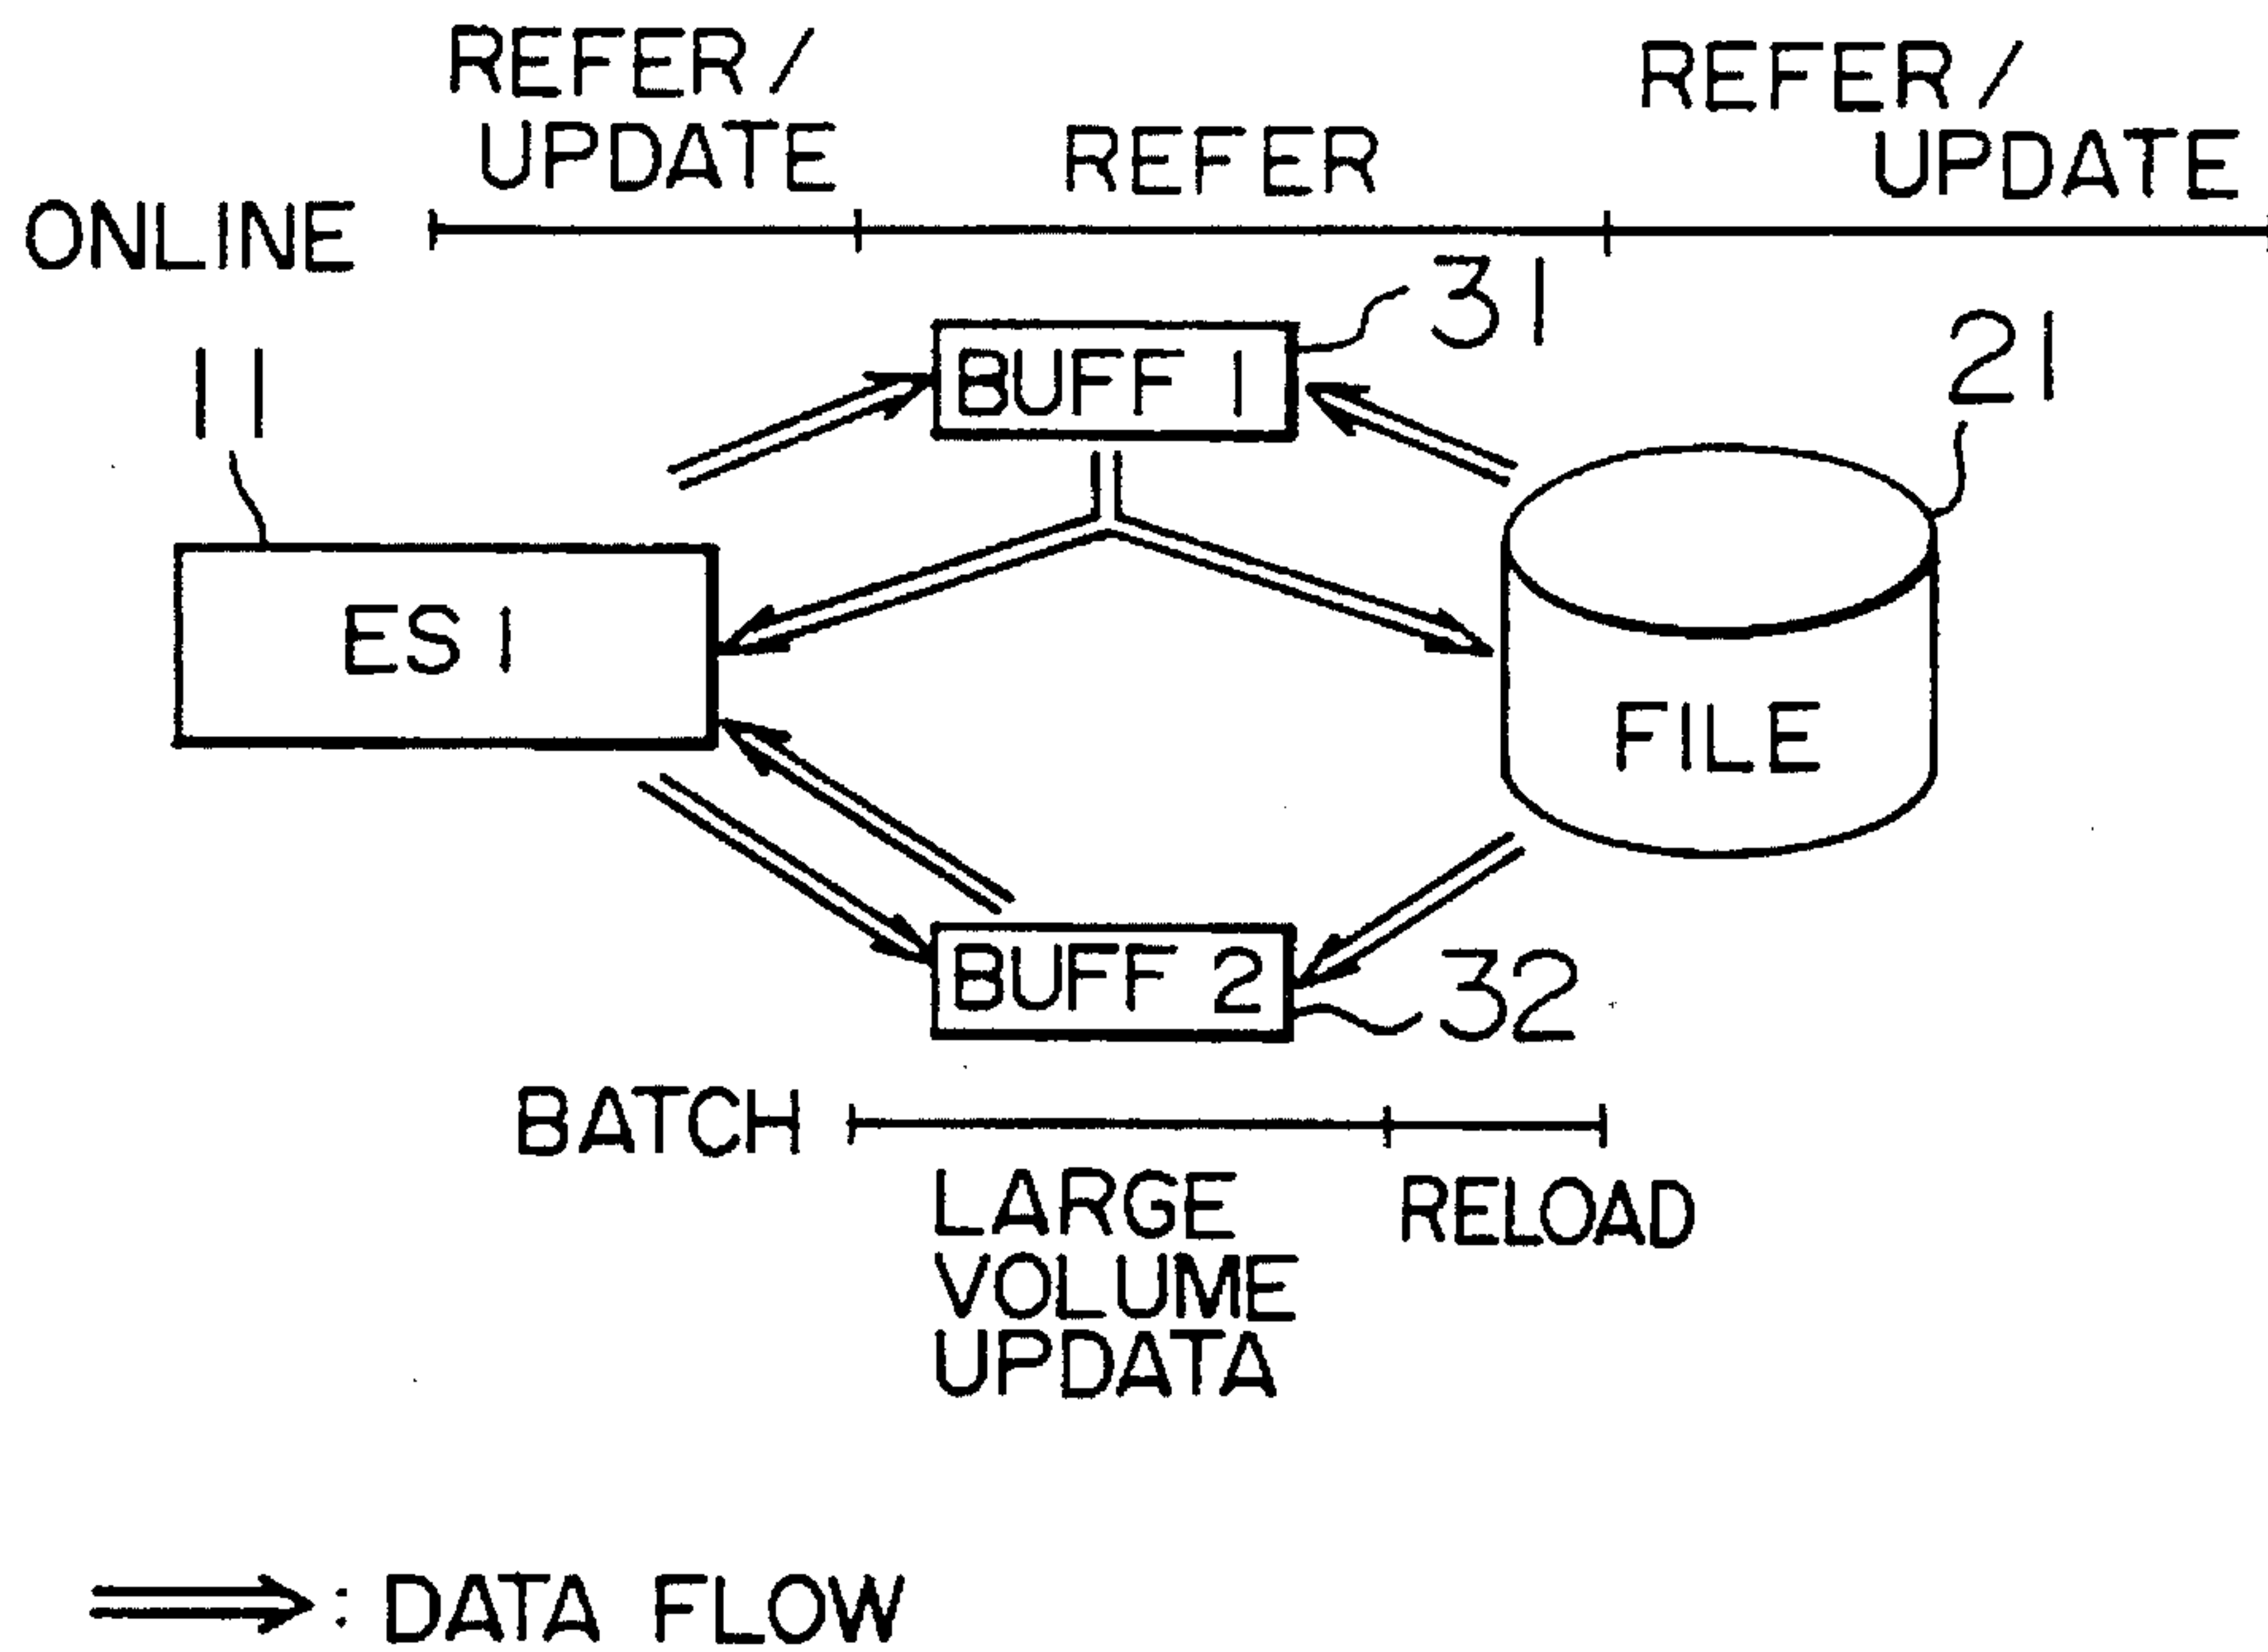 REFER/
UPDATE
REFER
REFER/
UPDATE
ONLINE
31
BUFF 1
21
11
ES 1
FILE
BUFF 2
32
BATCH
LARGE
VOLUME
UPDATA
RELOAD
: DATA FLOW